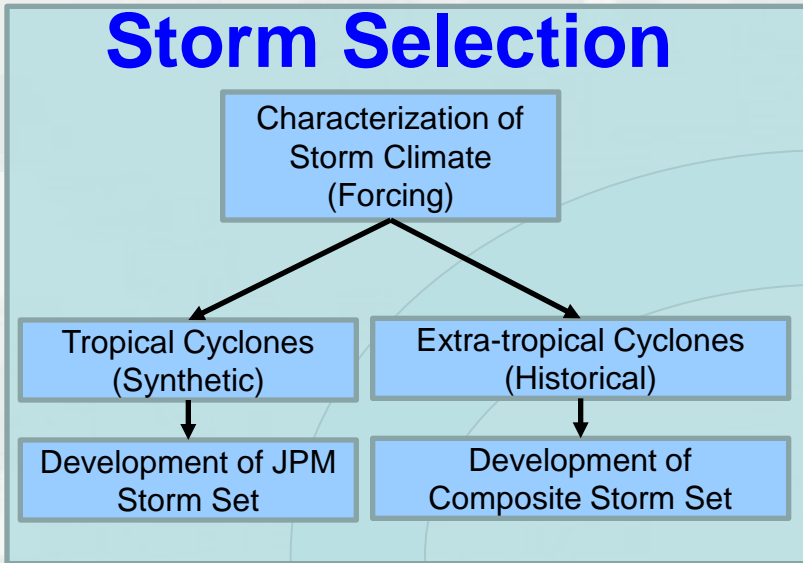 Storm Selection
Characterization of
Storm Climate
(Forcing)
Tropical Cyclones
(Synthetic)
Extra-tropical Cyclones
(Historical)
Development of JPM
Storm Set
Development of
Composite Storm Set